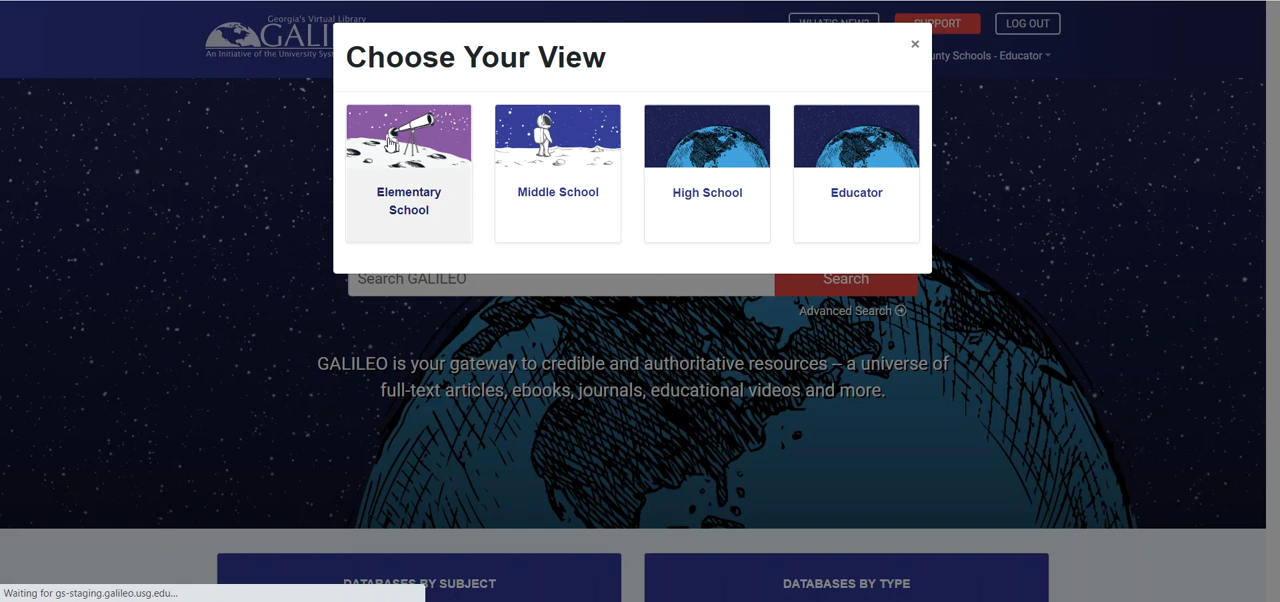 Georgia's Virtual Library
WHAT'S NEW?
SUPPORT
LOG OUT
GALI
An Initiative of the University Syst
unty Schools - Educator
Choose Your View
×
Elementary
School
Middle School
High School
Educator
Search GALILEO
Search
Advanced Search
GALILEO is your gateway to credible and authoritative resources – a universe of
full-text articles, ebooks, journals, educational videos and more.
DATABASES BY SUBJECT
DATABASES BY TYPE
Waiting for gs-staging.galileo.usg.edu...